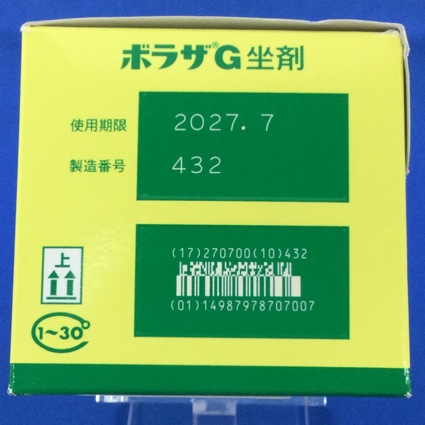 ボラザ®G坐剤
使用期限 2027.7
製造番号 432
(17)270700(10)432
(01)14987978707007
上
1~30°